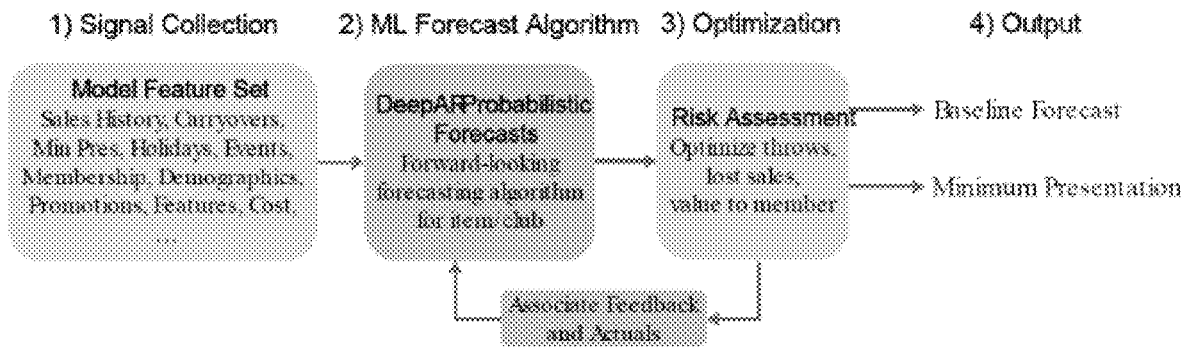 1) Signal Collection
2) ML Forecast Algorithm
3) Optimization
4) Output
Model Feature Set
Sales History, Carryovers,
Min Pres, Holidays, Events,
Membership, Demographics,
Promotions, Features, Cost,
...
DeepAR Probabilistic
Forecasts
Forward-looking
forecasting algorithm
for item-club
Risk Assessment
Optimize throws,
lost sales,
value to member
Baseline Forecast
Minimum Presentation
Associate Feedback
and Actuals